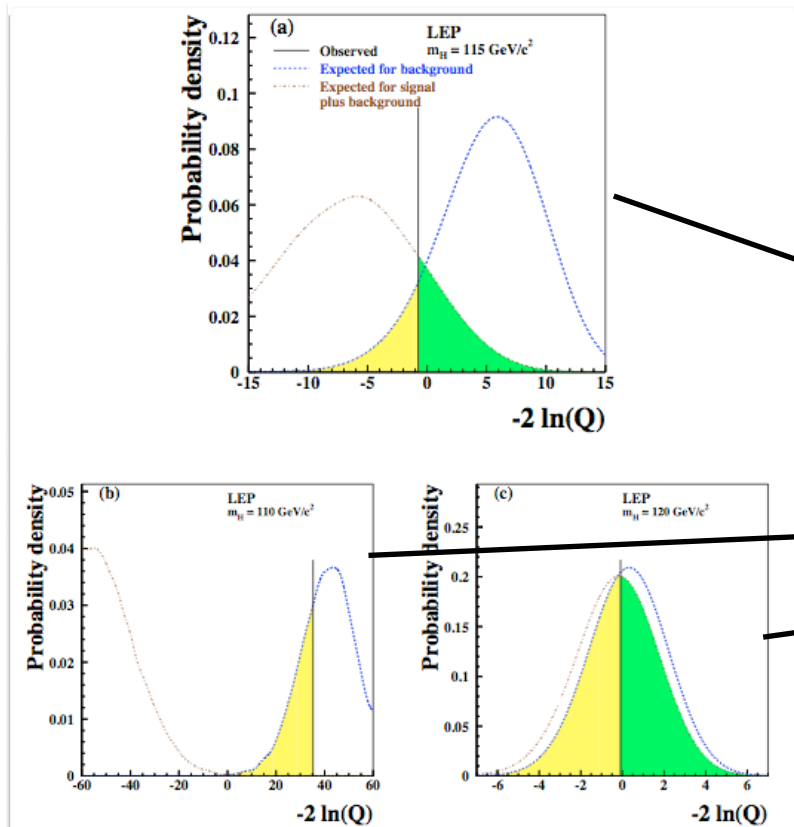 (a)
LEP
m_H = 115 GeV/c²
Observed
Expected for background
Expected for signal
plus background
Probability density
0.12
0.1
0.08
0.06
0.04
0.02
0
-15 -10 -5 0 5 10 15
-2 ln(Q)
(b)
LEP
m_H = 110 GeV/c²
Probability density
0.05
0.04
0.03
0.02
0.01
0
-60 -40 -20 0 20 40 60
-2 ln(Q)
(c)
LEP
m_H = 120 GeV/c²
Probability density
0.25
0.2
0.15
0.1
0.05
0
-6 -4 -2 0 2 4 6
-2 ln(Q)